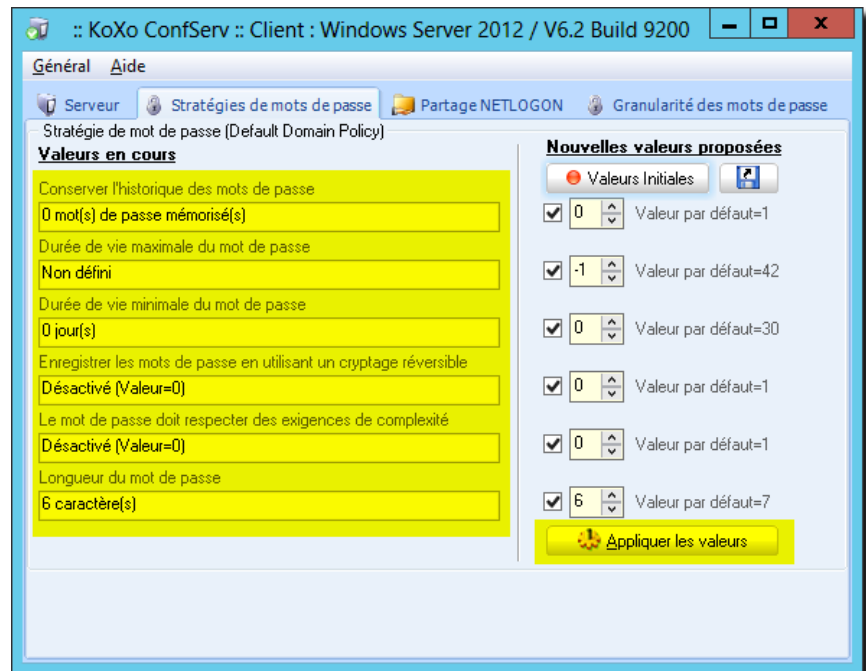 :: KoXo ConfServ :: Client : Windows Server 2012 / V6.2 Build 9200
Général Aide
Serveur Stratégies de mots de passe Partage NETLOGON Granularité des mots de passe
Stratégie de mot de passe (Default Domain Policy)
Valeurs en cours
Nouvelles valeurs proposées
Valeurs Initiales
Conserver l'historique des mots de passe
0 mot(s) de passe mémorisé(s)
0 Valeur par défaut=1
Durée de vie maximale du mot de passe
Non défini
-1 Valeur par défaut=42
Durée de vie minimale du mot de passe
0 jour(s)
0 Valeur par défaut=30
Enregistrer les mots de passe en utilisant un cryptage réversible
Désactivé (Valeur=0)
0 Valeur par défaut=1
Le mot de passe doit respecter des exigences de complexité
Désactivé (Valeur=0)
0 Valeur par défaut=1
Longueur du mot de passe
6 caractère(s)
6 Valeur par défaut=7
Appliquer les valeurs